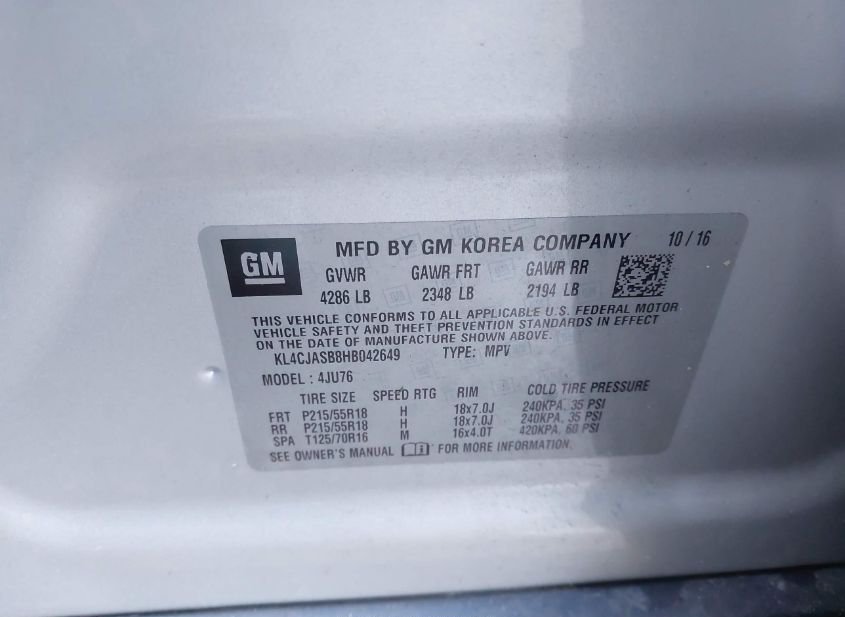 GM
MFD BY GM KOREA COMPANY 10 / 16
GVWR GAWR FRT GAWR RR
4286 LB 2348 LB 2194 LB
THIS VEHICLE CONFORMS TO ALL APPLICABLE U.S. FEDERAL MOTOR
VEHICLE SAFETY AND THEFT PREVENTION STANDARDS IN EFFECT
ON THE DATE OF MANUFACTURE SHOWN ABOVE.
KL4CJASB8HB042649 TYPE: MPV
MODEL : 4JU76
TIRE SIZE SPEED RTG RIM COLD TIRE PRESSURE
FRT P215/55R18 H 18x7.0J 240KPA, 35 PSI
RR P215/55R18 H 18x7.0J 240KPA, 35 PSI
SPA T125/70R16 M 16x4.0T 420KPA, 60 PSI
SEE OWNER'S MANUAL FOR MORE INFORMATION.